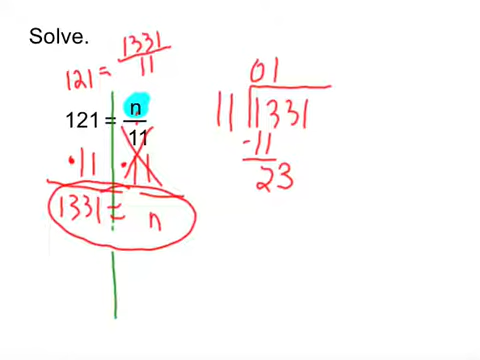 Solve.
121 = 1331/11
121 = n/11
·11 ·11
1331 = n
01
11 1331
-11
23